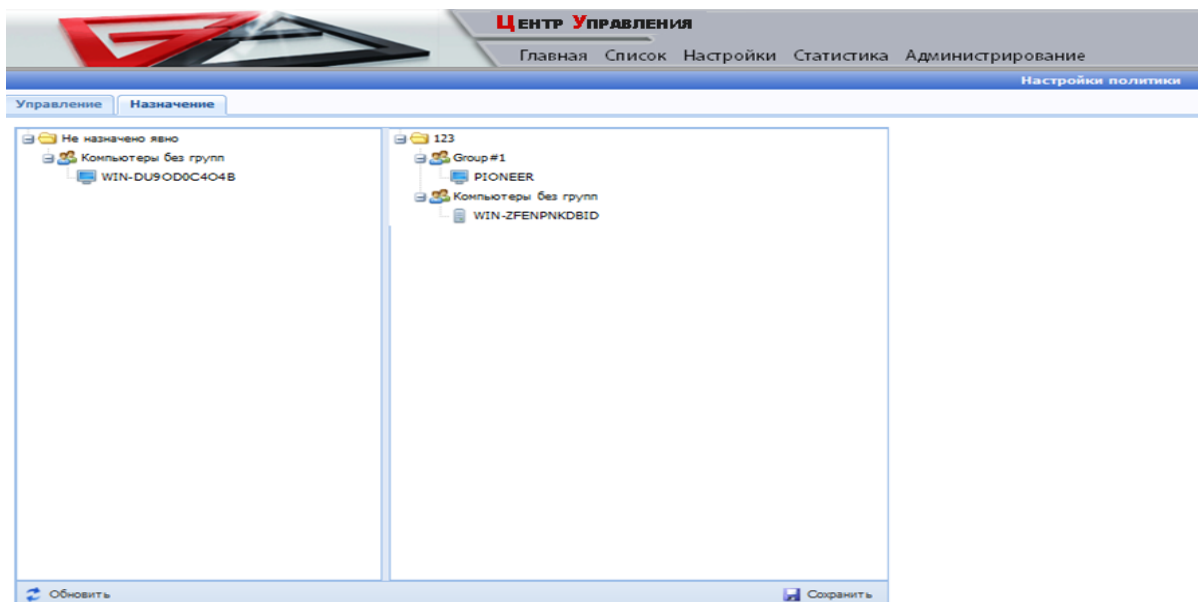 Центр Управления
Главная Список Настройки Статистика Администрирование
Настройки политики
Управление Назначение
Не назначено явно
Компьютеры без групп
WIN-DU9OD0C4O4B
123
Group#1
PIONEER
Компьютеры без групп
WIN-ZFENPNKDBID
Обновить
Сохранить